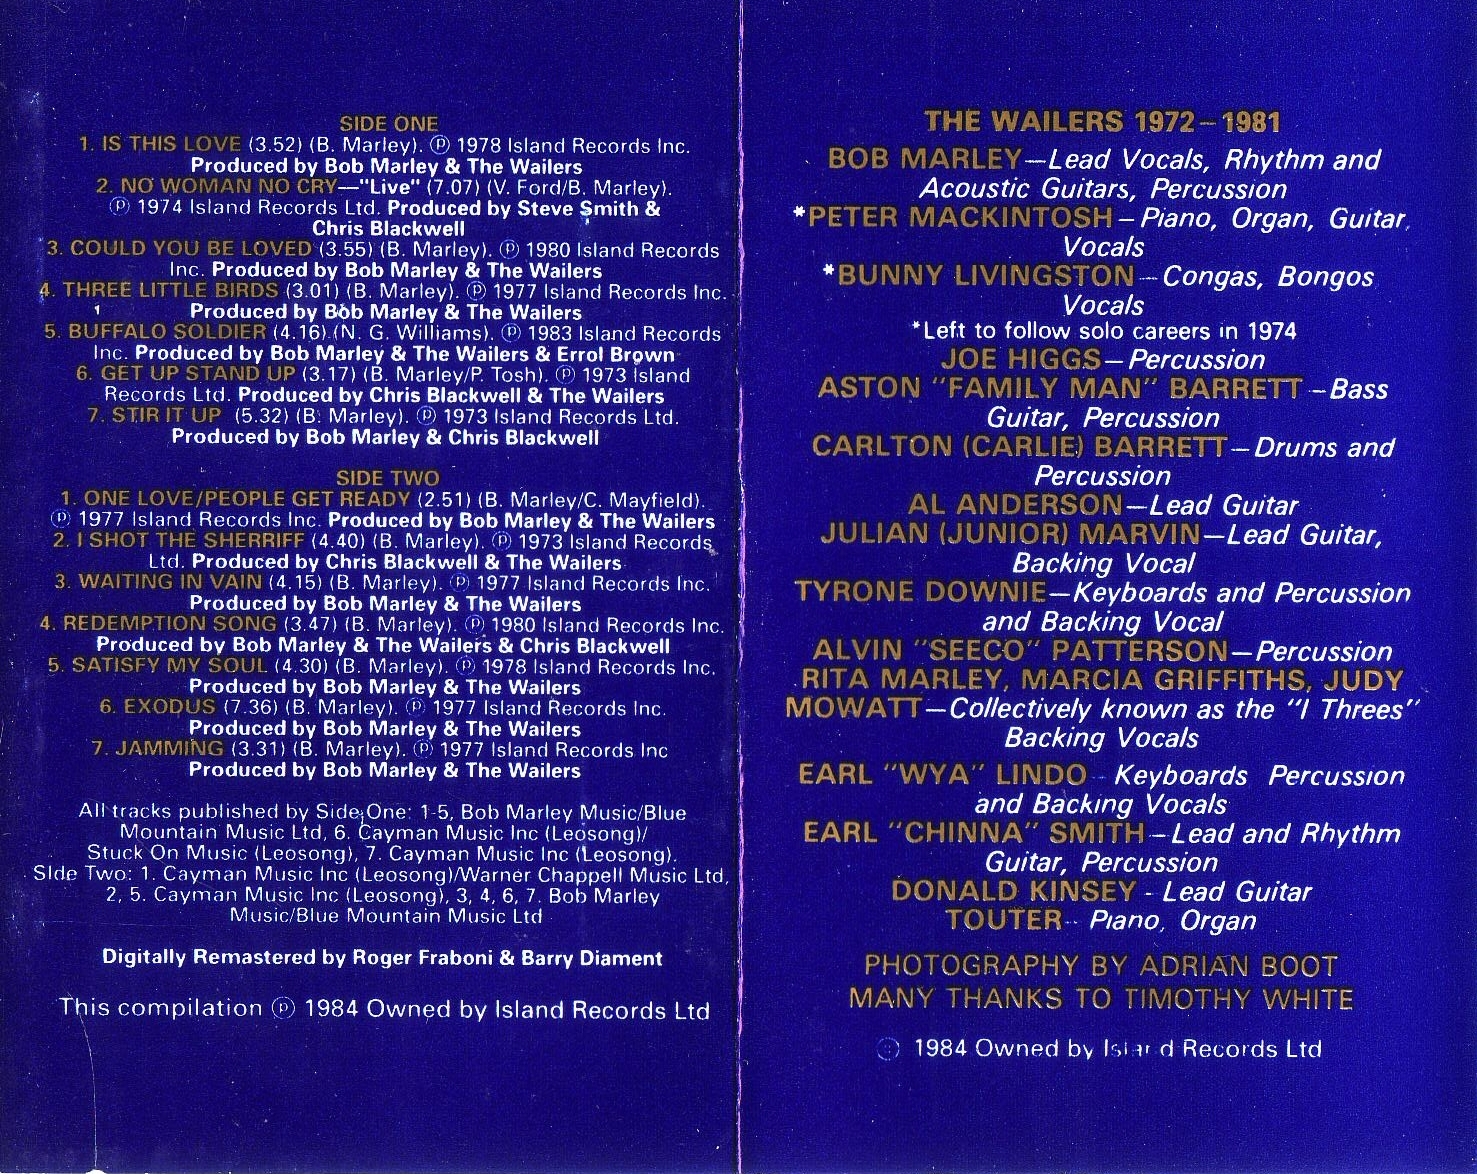 SIDE ONE
1. IS THIS LOVE (3.52) (B. Marley). ℗ 1978 Island Records Inc.
Produced by Bob Marley & The Wailers
2. NO WOMAN NO CRY—"Live" (7.07) (V. Ford/B. Marley).
℗ 1974 Island Records Ltd. Produced by Steve Smith &
Chris Blackwell
3. COULD YOU BE LOVED (3.55) (B. Marley). ℗ 1980 Island Records
Inc. Produced by Bob Marley & The Wailers
4. THREE LITTLE BIRDS (3.01) (B. Marley). ℗ 1977 Island Records Inc.
Produced by Bob Marley & The Wailers
5. BUFFALO SOLDIER (4.16) (N. G. Williams). ℗ 1983 Island Records
Inc. Produced by Bob Marley & The Wailers & Errol Brown
6. GET UP STAND UP (3.17) (B. Marley/P. Tosh). ℗ 1973 Island
Records Ltd. Produced by Chris Blackwell & The Wailers
7. STIR IT UP (5.32) (B. Marley). ℗ 1973 Island Records Ltd.
Produced by Bob Marley & Chris Blackwell
SIDE TWO
1. ONE LOVE/PEOPLE GET READY (2.51) (B. Marley/C. Mayfield).
℗ 1977 Island Records Inc. Produced by Bob Marley & The Wailers
2. I SHOT THE SHERRIFF (4.40) (B. Marley). ℗ 1973 Island Records
Ltd. Produced by Chris Blackwell & The Wailers
3. WAITING IN VAIN (4.15) (B. Marley). ℗ 1977 Island Records Inc.
Produced by Bob Marley & The Wailers
4. REDEMPTION SONG (3.47) (B. Marley). ℗ 1980 Island Records Inc.
Produced by Bob Marley & The Wailers & Chris Blackwell
5. SATISFY MY SOUL (4.30) (B. Marley). ℗ 1978 Island Records Inc.
Produced by Bob Marley & The Wailers
6. EXODUS (7.36) (B. Marley). ℗ 1977 Island Records Inc.
Produced by Bob Marley & The Wailers
7. JAMMING (3.31) (B. Marley). ℗ 1977 Island Records Inc
Produced by Bob Marley & The Wailers
All tracks published by Side One: 1-5, Bob Marley Music/Blue
Mountain Music Ltd, 6. Cayman Music Inc (Leosong)/
Stuck On Music (Leosong), 7. Cayman Music Inc (Leosong).
SIde Two: 1. Cayman Music Inc (Leosong)/Warner Chappell Music Ltd,
2, 5. Cayman Music Inc (Leosong), 3, 4, 6, 7. Bob Marley
Music/Blue Mountain Music Ltd
Digitally Remastered by Roger Fraboni & Barry Diament
This compilation ℗ 1984 Owned by Island Records Ltd
THE WAILERS 1972–1981
BOB MARLEY—Lead Vocals, Rhythm and
Acoustic Guitars, Percussion
*PETER MACKINTOSH—Piano, Organ, Guitar,
Vocals
*BUNNY LIVINGSTON—Congas, Bongos
Vocals
*Left to follow solo careers in 1974
JOE HIGGS—Percussion
ASTON "FAMILY MAN" BARRETT—Bass
Guitar, Percussion
CARLTON (CARLIE) BARRETT—Drums and
Percussion
AL ANDERSON—Lead Guitar
JULIAN (JUNIOR) MARVIN—Lead Guitar,
Backing Vocal
TYRONE DOWNIE—Keyboards and Percussion
and Backing Vocal
ALVIN "SEECO" PATTERSON—Percussion
RITA MARLEY, MARCIA GRIFFITHS, JUDY
MOWATT—Collectively known as the "I Threes"
Backing Vocals
EARL "WYA" LINDO - Keyboards Percussion
and Backing Vocals
EARL "CHINNA" SMITH—Lead and Rhythm
Guitar, Percussion
DONALD KINSEY - Lead Guitar
TOUTER - Piano, Organ
PHOTOGRAPHY BY ADRIAN BOOT
MANY THANKS TO TIMOTHY WHITE
© 1984 Owned by Island Records Ltd